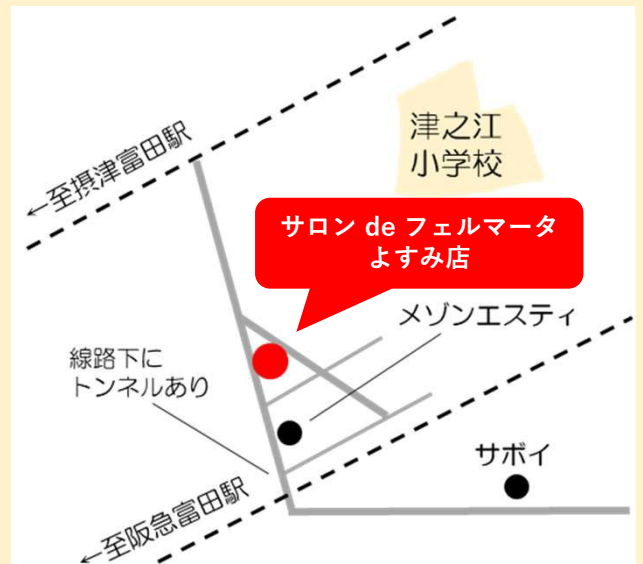 津之江
小学校
←至摂津富田駅
サロン de フェルマータ
よすみ店
メゾンエスティ
線路下に
トンネルあり
サボイ
←至阪急富田駅